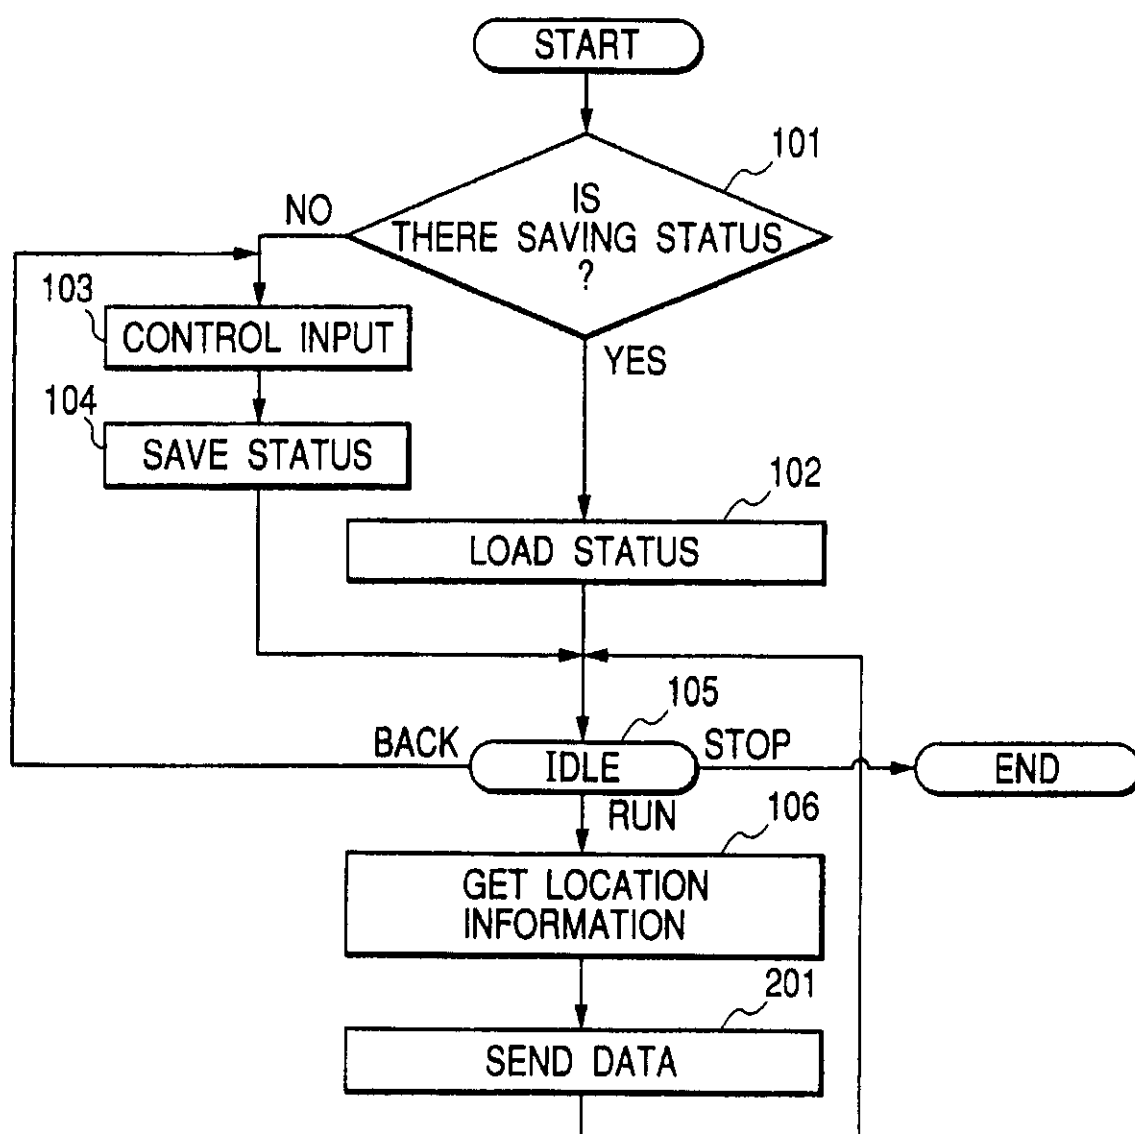 START
101
IS
THERE SAVING STATUS
?
NO
YES
103
CONTROL INPUT
104
SAVE STATUS
102
LOAD STATUS
105
BACK
IDLE
STOP
END
RUN
106
GET LOCATION
INFORMATION
201
SEND DATA